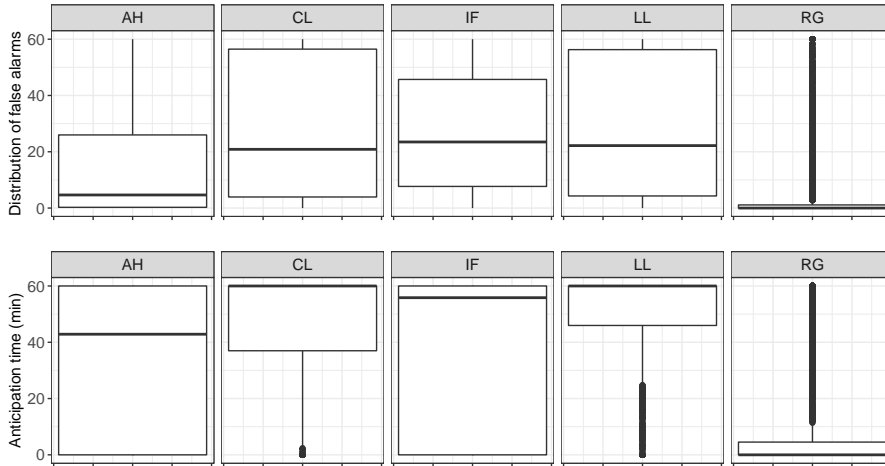 AH CL IF LL RG
Distribution of false alarms
60
40
20
0
AH CL IF LL RG
Anticipation time (min)
60
40
20
0